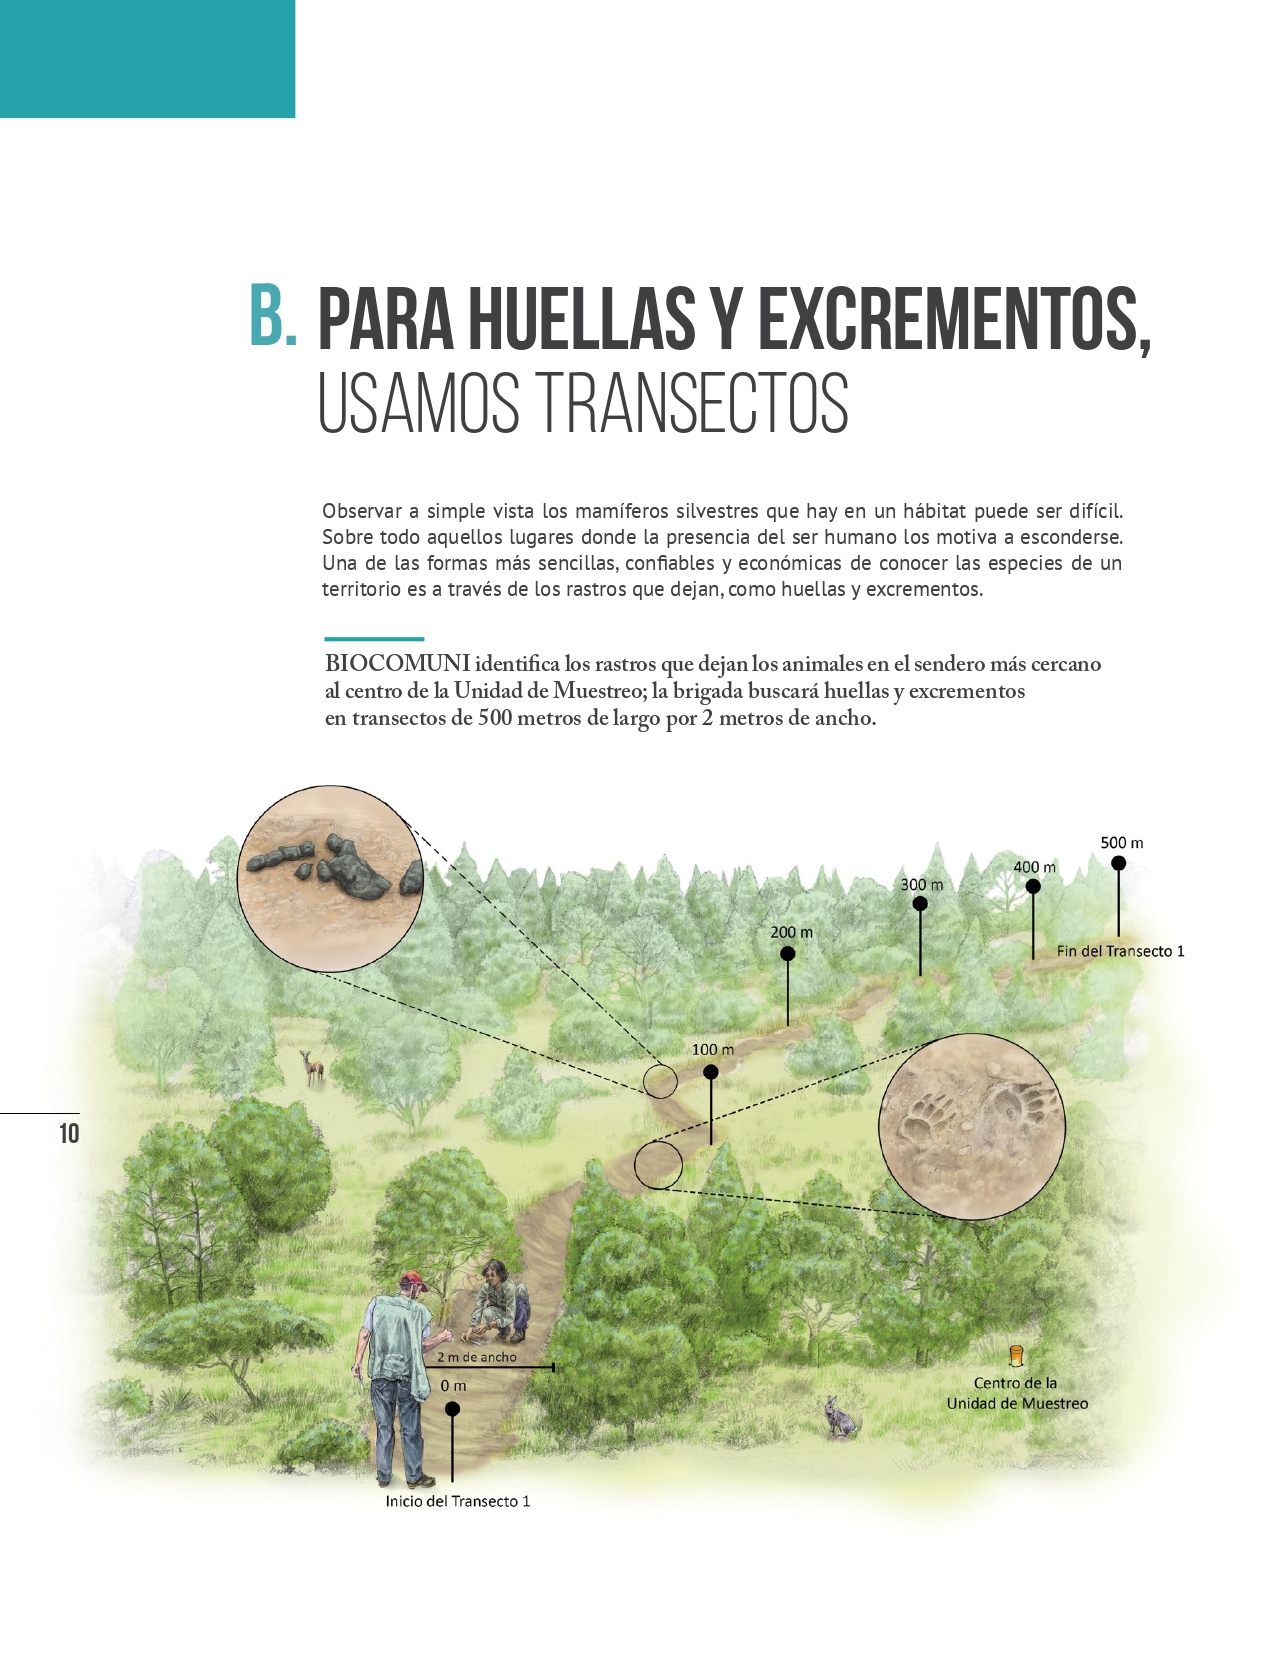 B. PARA HUELLAS Y EXCREMENTOS,
USAMOS TRANSECTOS
Observar a simple vista los mamíferos silvestres que hay en un hábitat puede ser difícil.
Sobre todo aquellos lugares donde la presencia del ser humano los motiva a esconderse.
Una de las formas más sencillas, confiables y económicas de conocer las especies de un
territorio es a través de los rastros que dejan, como huellas y excrementos.
BIOCOMUNI identifica los rastros que dejan los animales en el sendero más cercano
al centro de la Unidad de Muestreo; la brigada buscará huellas y excrementos
en transectos de 500 metros de largo por 2 metros de ancho.
500 m
400 m
300 m
200 m
Fin del Transecto 1
100 m
10
2 m de ancho
0 m
Centro de la
Unidad de Muestreo
Inicio del Transecto 1